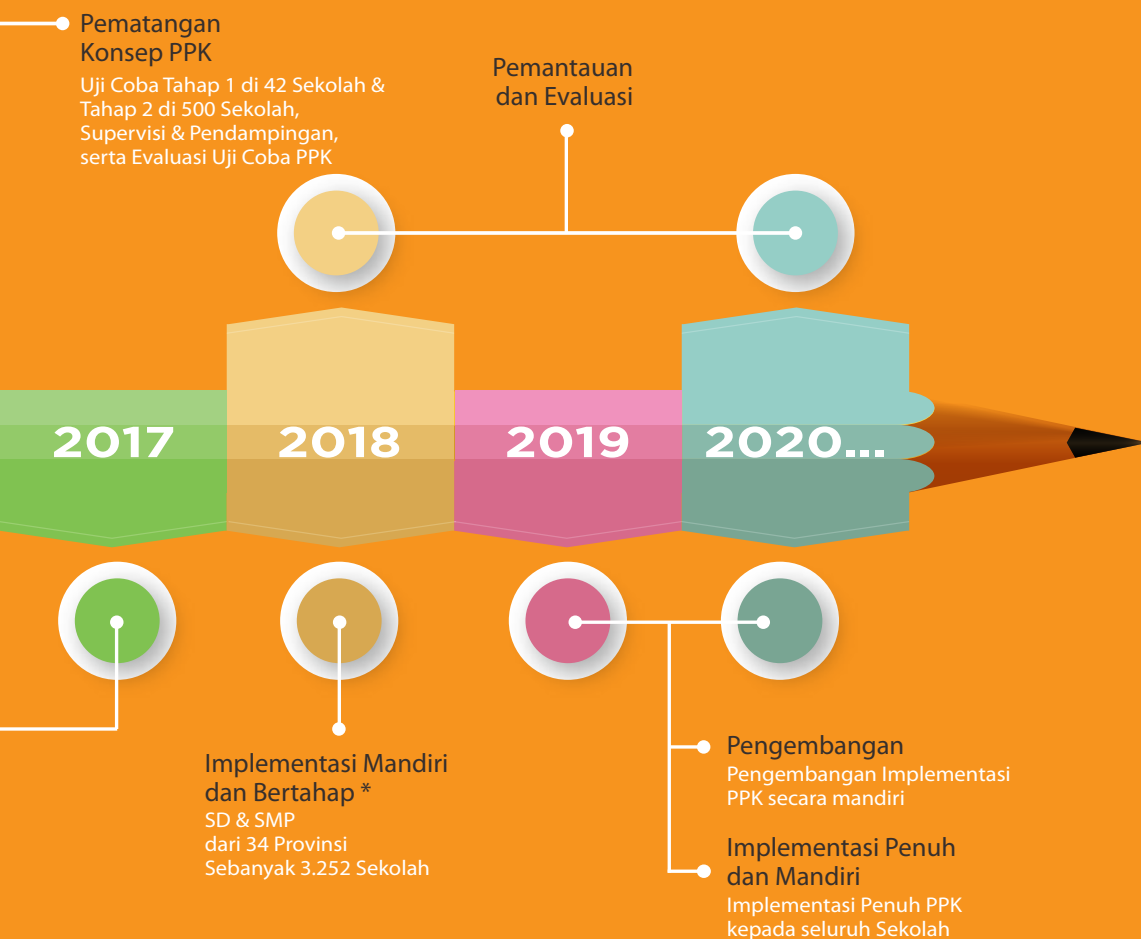 Pematangan
Konsep PPK
Uji Coba Tahap 1 di 42 Sekolah &
Tahap 2 di 500 Sekolah,
Supervisi & Pendampingan,
serta Evaluasi Uji Coba PPK
Pemantauan
dan Evaluasi
2017
2018
2019
2020...
Implementasi Mandiri
dan Bertahap *
SD & SMP
dari 34 Provinsi
Sebanyak 3.252 Sekolah
Pengembangan
Pengembangan Implementasi
PPK secara mandiri
Implementasi Penuh
dan Mandiri
Implementasi Penuh PPK
kepada seluruh Sekolah